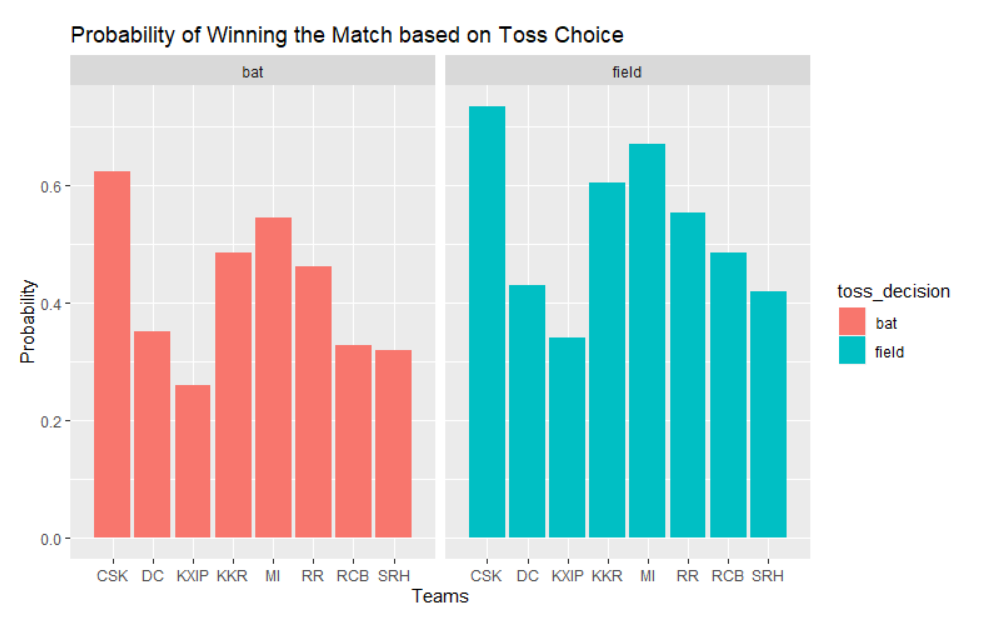 Probability of Winning the Match based on Toss Choice
bat
field
Probability
0.6
0.4
0.2
0.0
CSK DC KXIP KKR MI RR RCB SRH
CSK DC KXIP KKR MI RR RCB SRH
Teams
toss_decision
bat
field